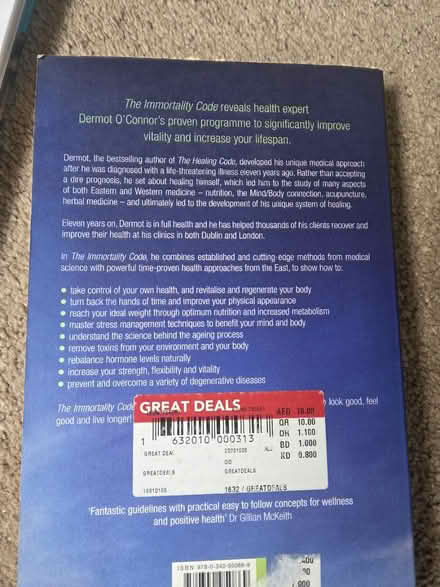 The Immortality Code reveals health expert
Dermot O'Connor's proven programme to significantly improve
vitality and increase your lifespan.
Dermot, the bestselling author of The Healing Code, developed his unique medical approach
after he was diagnosed with a life-threatening illness eleven years ago. Rather than accepting
a dire prognosis, he set about healing himself, which led him to the study of many aspects
of both Eastern and Western medicine – nutrition, the Mind/Body connection, acupuncture,
herbal medicine – and ultimately led to the development of his unique system of healing.
Eleven years on, Dermot is in full health and he has helped thousands of his clients recover and
improve their health at his clinics in both Dublin and London.
In The Immortality Code, he combines established and cutting-edge methods from medical
science with powerful time-proven health approaches from the East, to show how to:
• take control of your own health, and revitalise and regenerate your body
• turn back the hands of time and improve your physical appearance
• reach your ideal weight through optimum nutrition and increased metabolism
• master stress management techniques to benefit your mind and body
• understand the science behind the ageing process
• remove toxins from your environment and your body
• rebalance hormone levels naturally
• increase your strength, flexibility and vitality
• prevent and overcome a variety of degenerative diseases
The Immortality Code look good, feel
good and live longer!
GREAT DEALS
AED 10.00
QR 10.00
OR 1.100
BD 1.000
KD 0.800
1 632010 000313
GREAT DEAL
GREATDEALS
GREATDEALS
1632 / GREATDEALS
'Fantastic guidelines with practical easy to follow concepts for wellness
and positive health' Dr Gillian McKeith